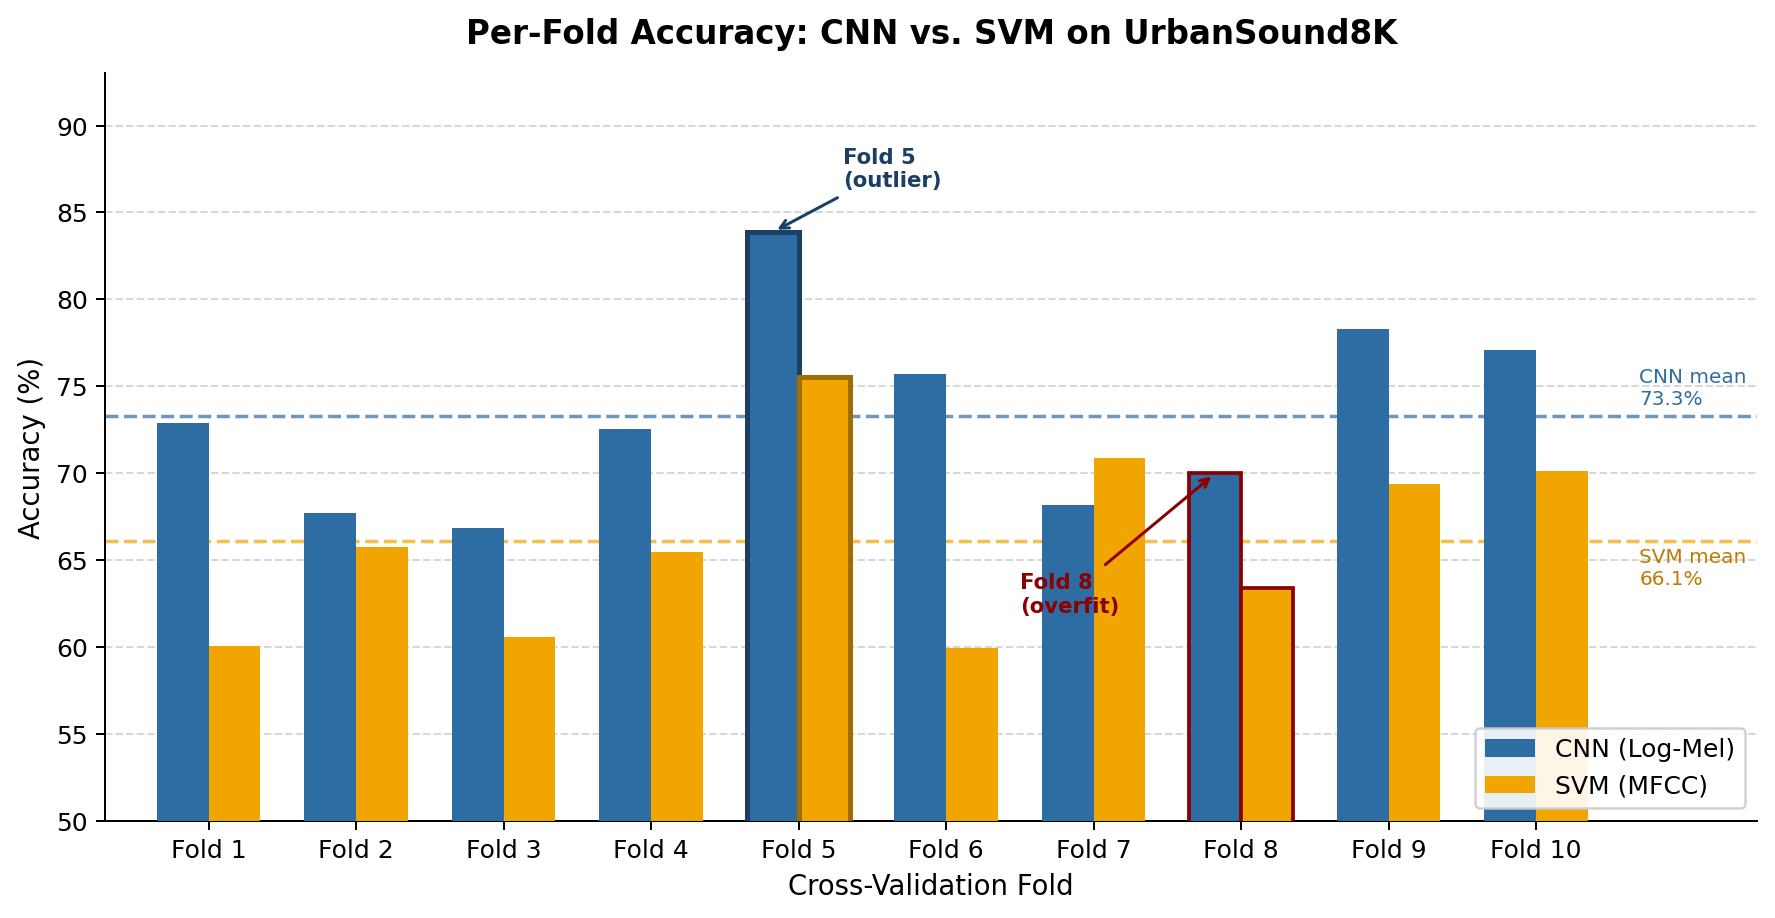 Per-Fold Accuracy: CNN vs. SVM on UrbanSound8K
Accuracy (%)
90
85
80
75
70
65
60
55
50
Fold 5
(outlier)
Fold 8
(overfit)
CNN mean
73.3%
SVM mean
66.1%
CNN (Log-Mel)
SVM (MFCC)
Fold 1 Fold 2 Fold 3 Fold 4 Fold 5 Fold 6 Fold 7 Fold 8 Fold 9 Fold 10
Cross-Validation Fold